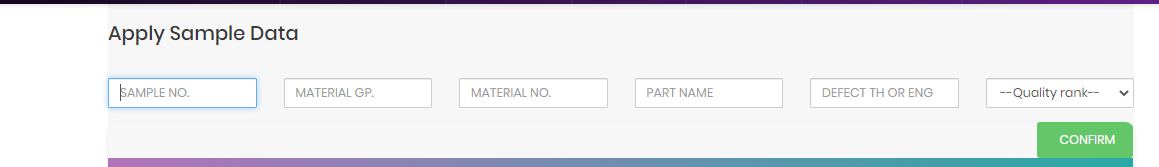 Apply Sample Data
SAMPLE NO. MATERIAL GP. MATERIAL NO. PART NAME DEFECT TH OR ENG --Quality rank--
CONFIRM